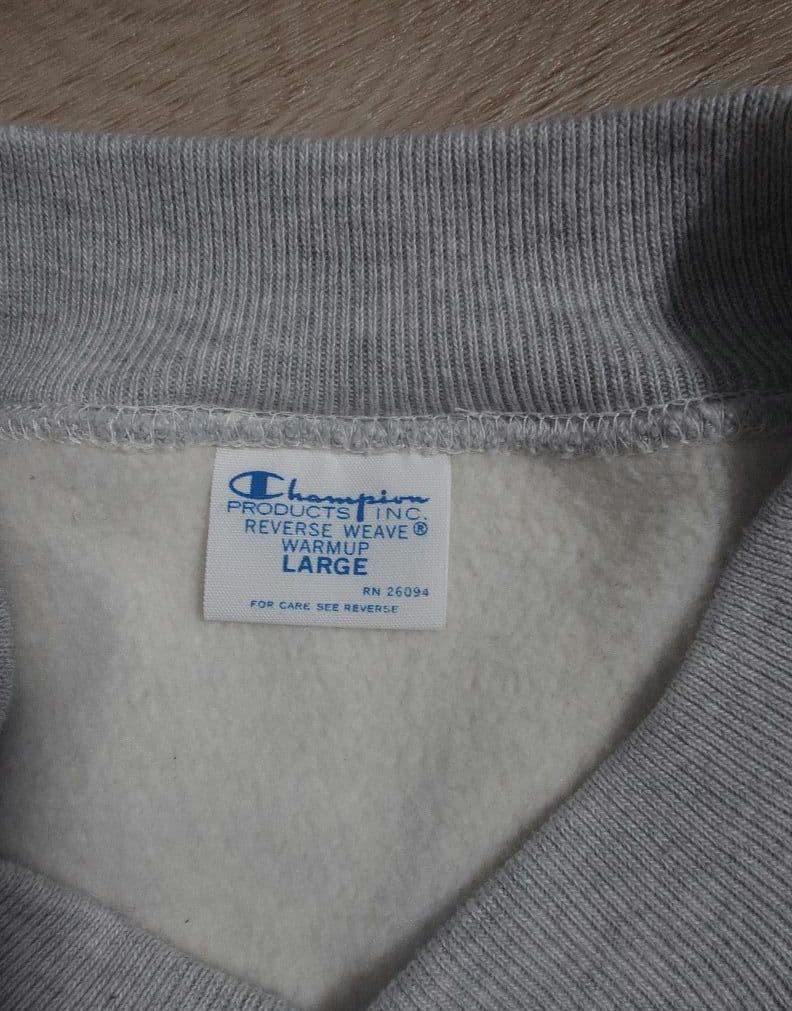 Champion
PRODUCTS INC.
REVERSE WEAVE®
WARMUP
LARGE
RN 26094
FOR CARE SEE REVERSE